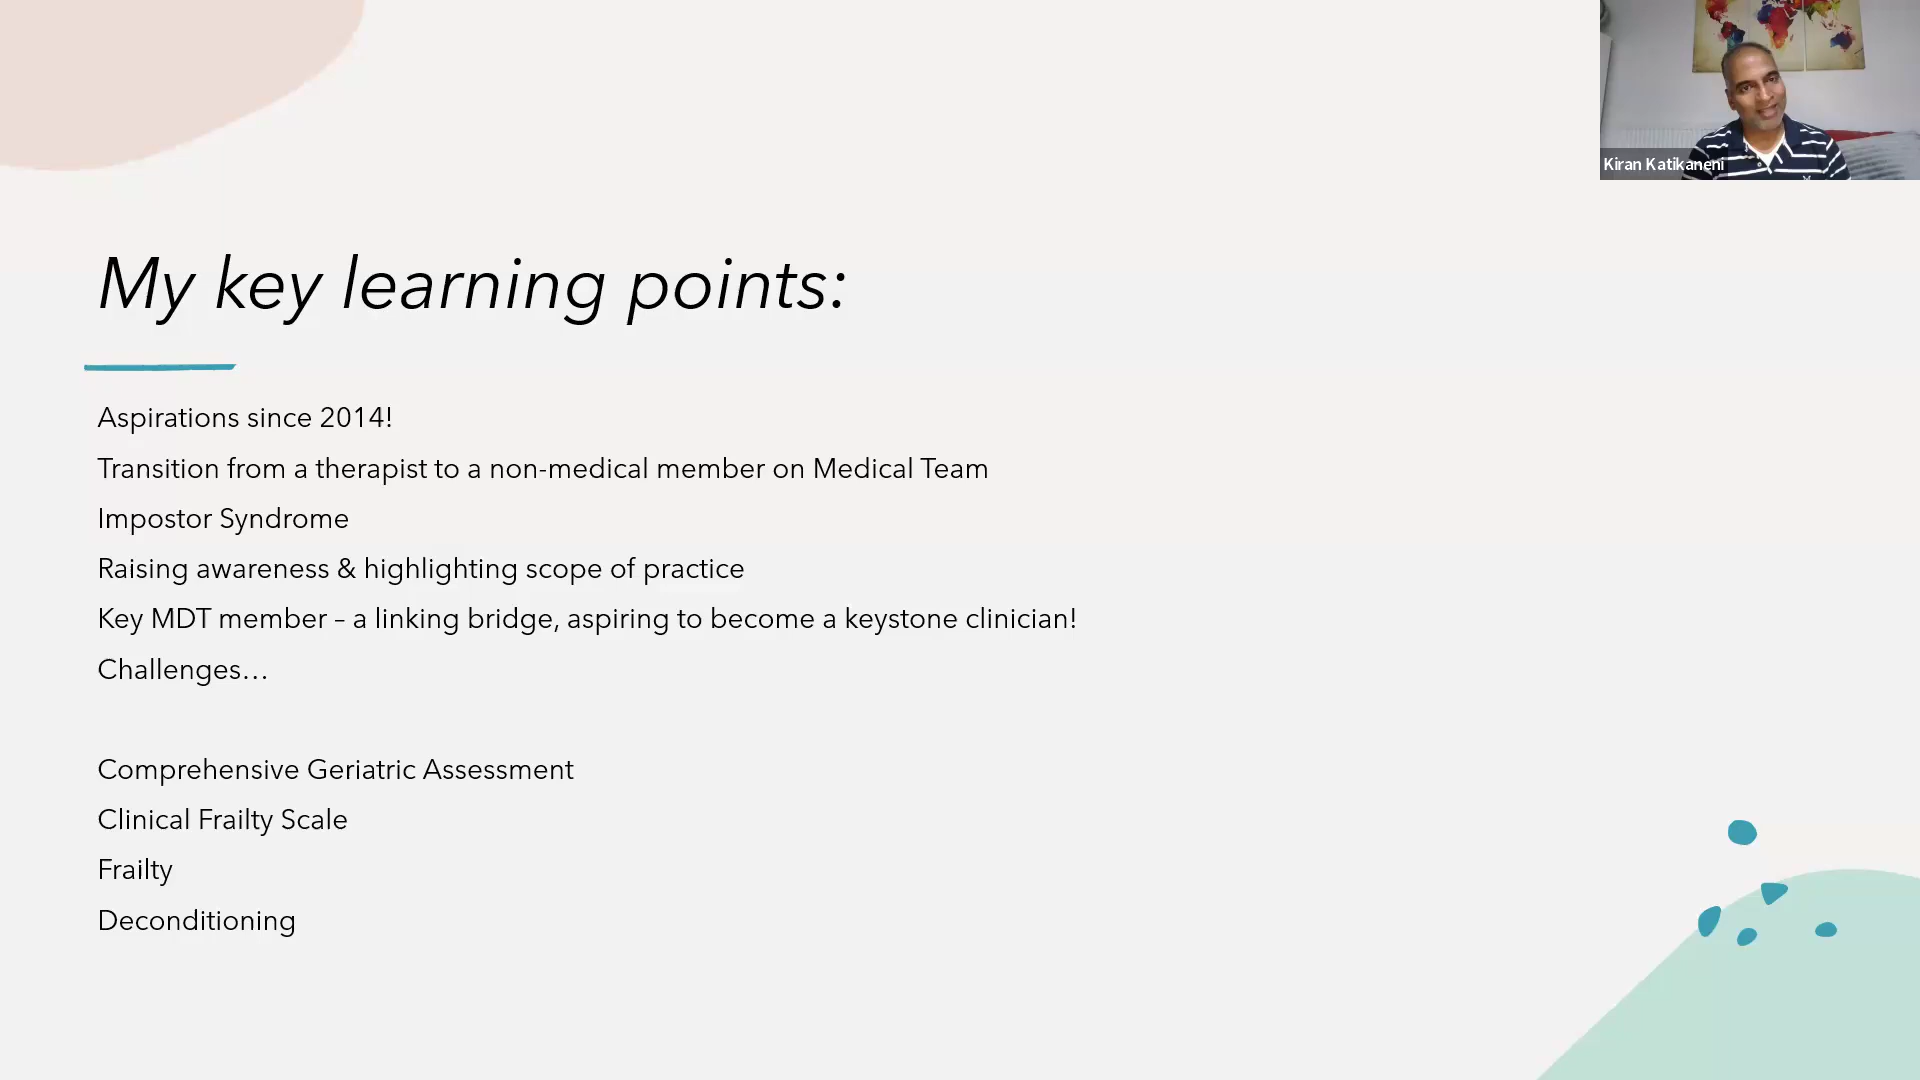 Kiran Katikaneni
My key learning points:
Aspirations since 2014!
Transition from a therapist to a non-medical member on Medical Team
Impostor Syndrome
Raising awareness & highlighting scope of practice
Key MDT member – a linking bridge, aspiring to become a keystone clinician!
Challenges…
Comprehensive Geriatric Assessment
Clinical Frailty Scale
Frailty
Deconditioning